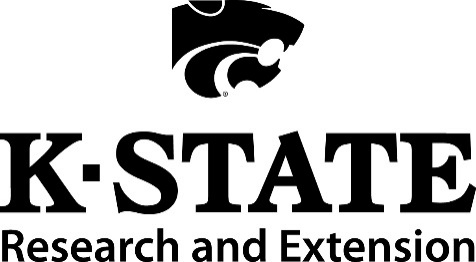 ®
K-STATE
Research and Extension